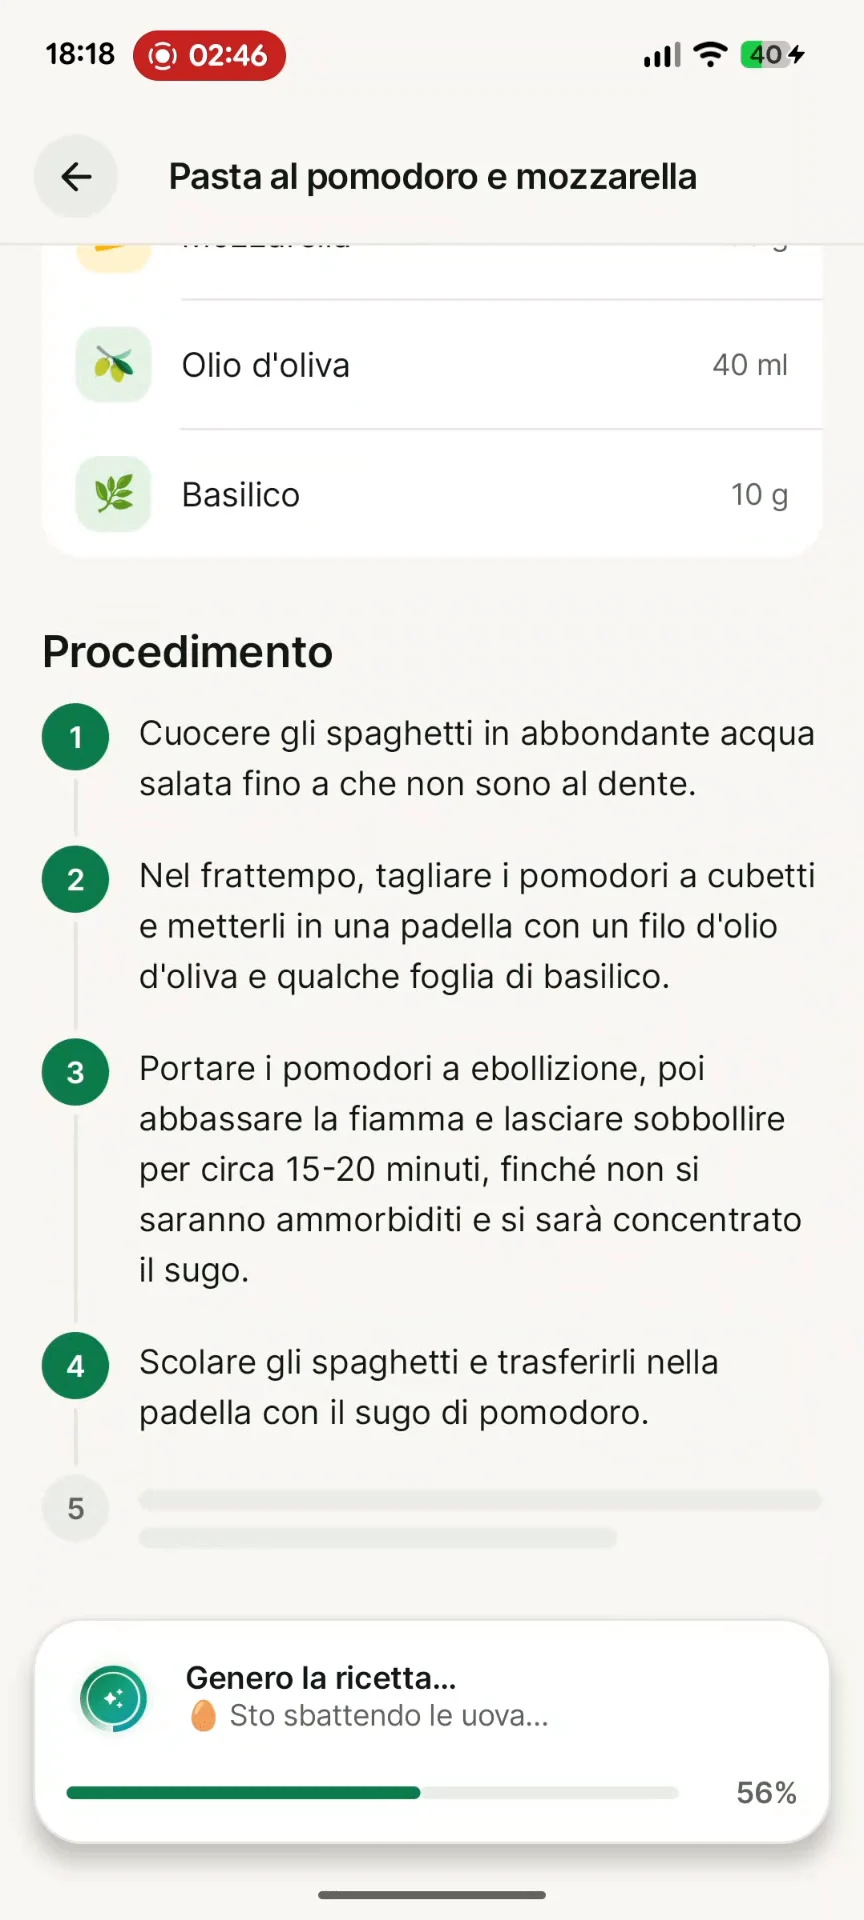 18:18
02:46
40
Pasta al pomodoro e mozzarella
Olio d'oliva
40 ml
Basilico
10 g
Procedimento
1
Cuocere gli spaghetti in abbondante acqua
salata fino a che non sono al dente.
2
Nel frattempo, tagliare i pomodori a cubetti
e metterli in una padella con un filo d'olio
d'oliva e qualche foglia di basilico.
3
Portare i pomodori a ebollizione, poi
abbassare la fiamma e lasciare sobbollire
per circa 15-20 minuti, finché non si
saranno ammorbiditi e si sarà concentrato
il sugo.
4
Scolare gli spaghetti e trasferirli nella
padella con il sugo di pomodoro.
5
Genero la ricetta...
Sto sbattendo le uova...
56%